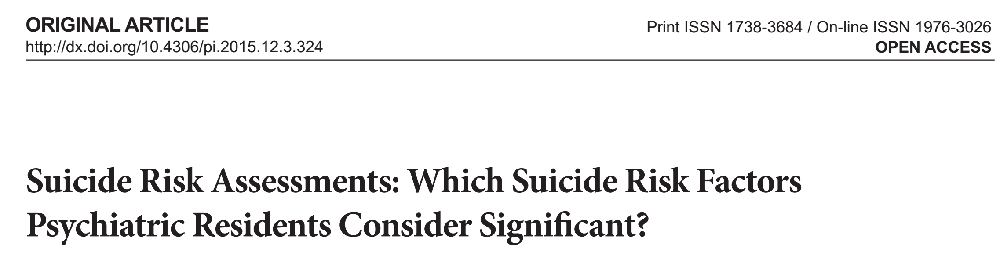 ORIGINAL ARTICLE
Print ISSN 1738-3684 / On-line ISSN 1976-3026
http://dx.doi.org/10.4306/pi.2015.12.3.324
OPEN ACCESS
Suicide Risk Assessments: Which Suicide Risk Factors
Psychiatric Residents Consider Significant?